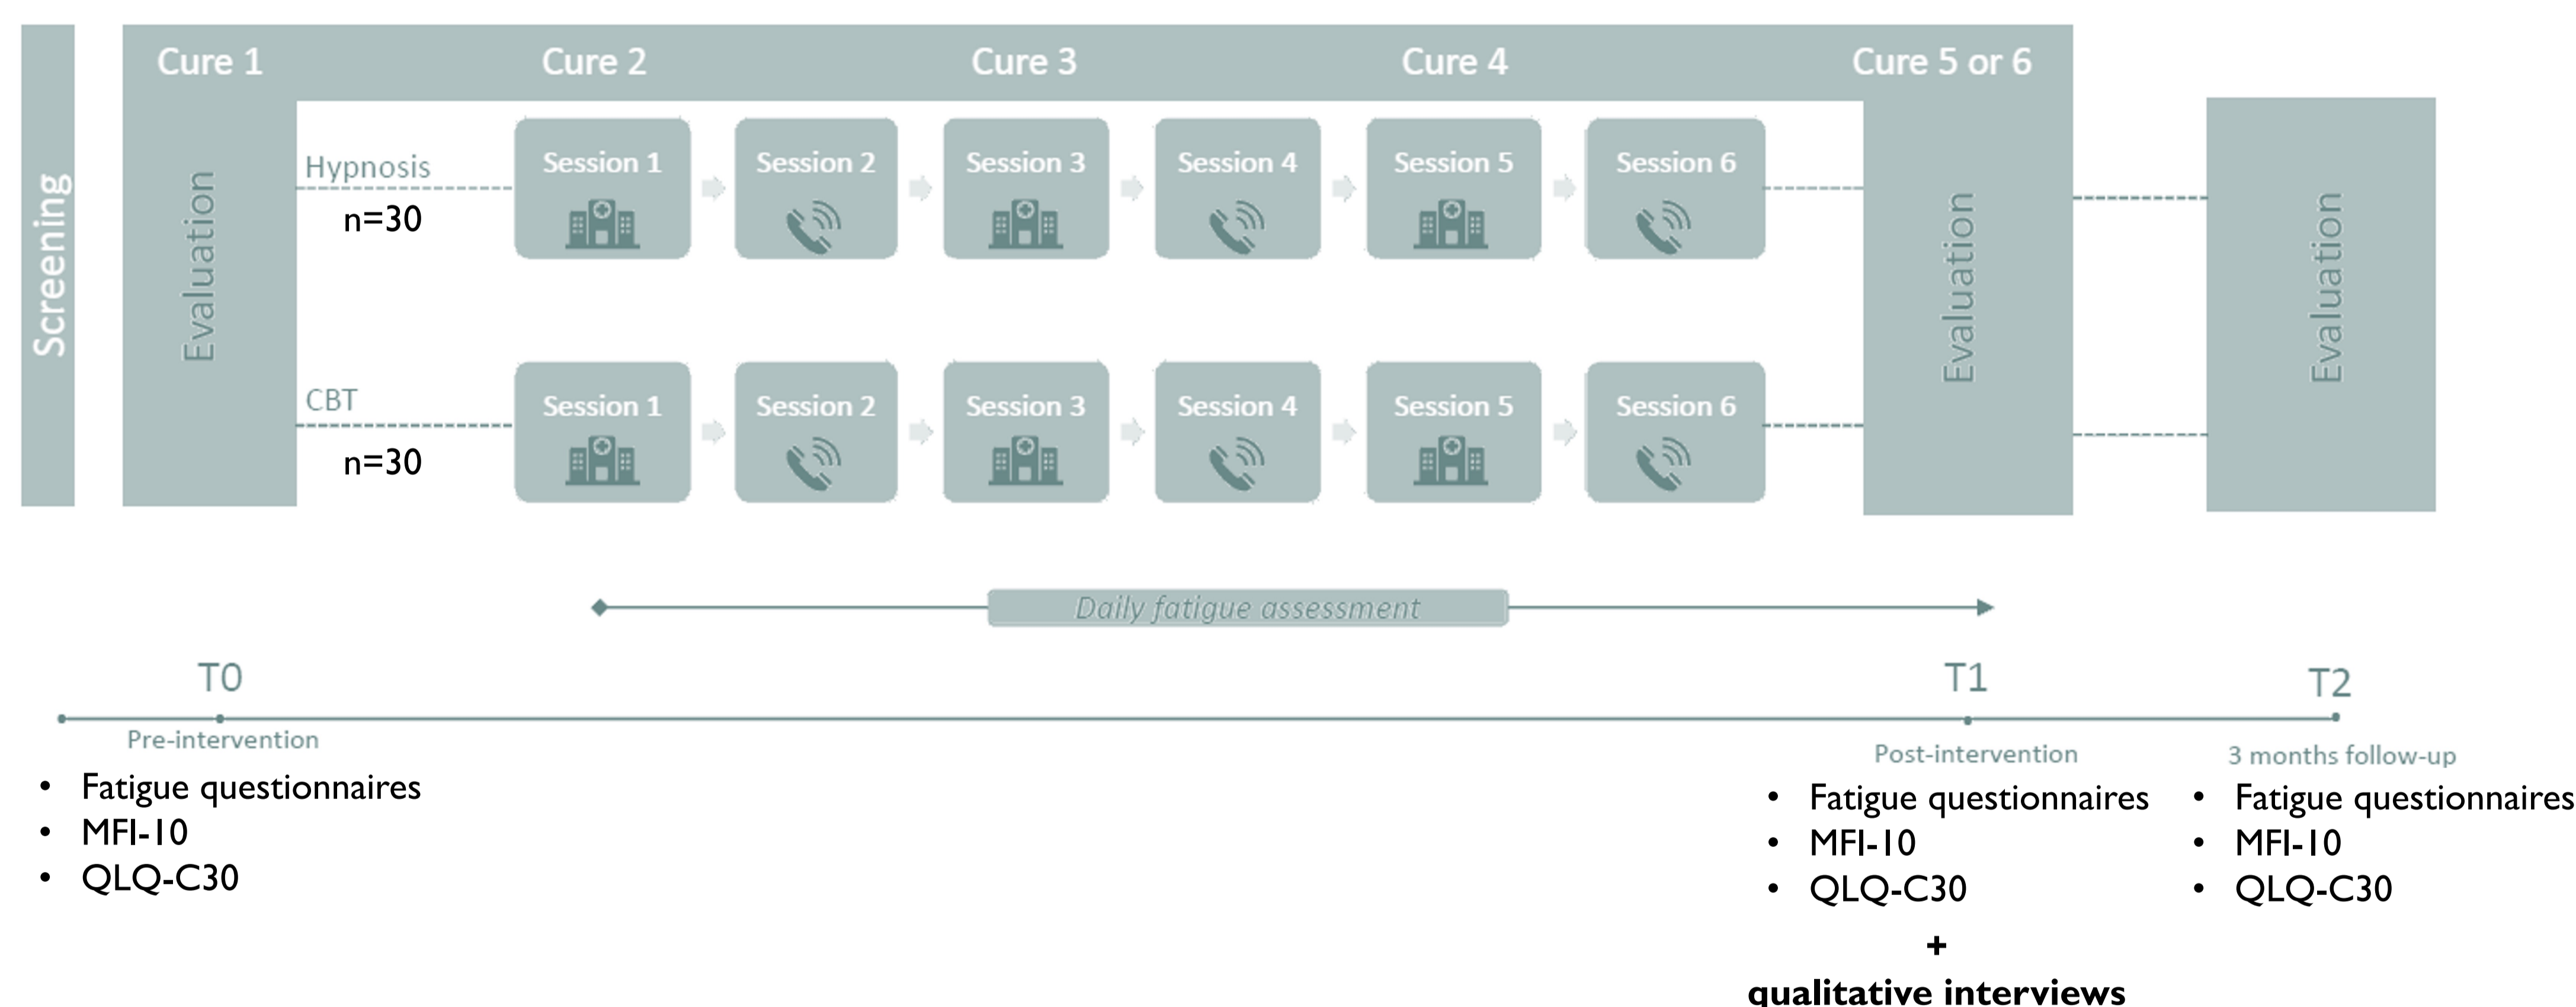 Cure 1
Cure 2
Cure 3
Cure 4
Cure 5 or 6
Screening
Evaluation
Hypnosis
n=30
Session 1
Session 2
Session 3
Session 4
Session 5
Session 6
CBT
n=30
Session 1
Session 2
Session 3
Session 4
Session 5
Session 6
Evaluation
Evaluation
Daily fatigue assessment
T0
T1
T2
Pre-intervention
Post-intervention
3 months follow-up
• Fatigue questionnaires
• MFI-10
• QLQ-C30
• Fatigue questionnaires
• MFI-10
• QLQ-C30
+
qualitative interviews
• Fatigue questionnaires
• MFI-10
• QLQ-C30